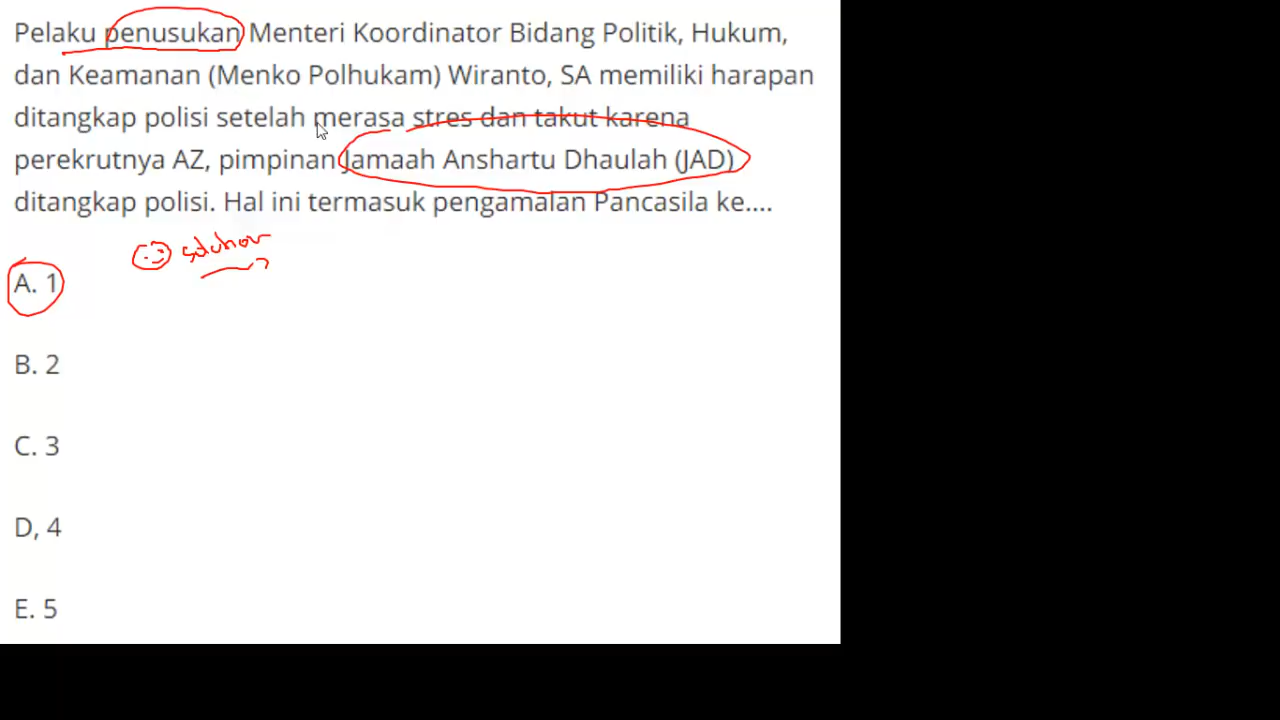 Pelaku penusukan Menteri Koordinator Bidang Politik, Hukum,
dan Keamanan (Menko Polhukam) Wiranto, SA memiliki harapan
ditangkap polisi setelah merasa stres dan takut karena
perekrutnya AZ, pimpinan Jamaah Anshartu Dhaulah (JAD)
ditangkap polisi. Hal ini termasuk pengamalan Pancasila ke....
A. 1
B. 2
C. 3
D, 4
E. 5